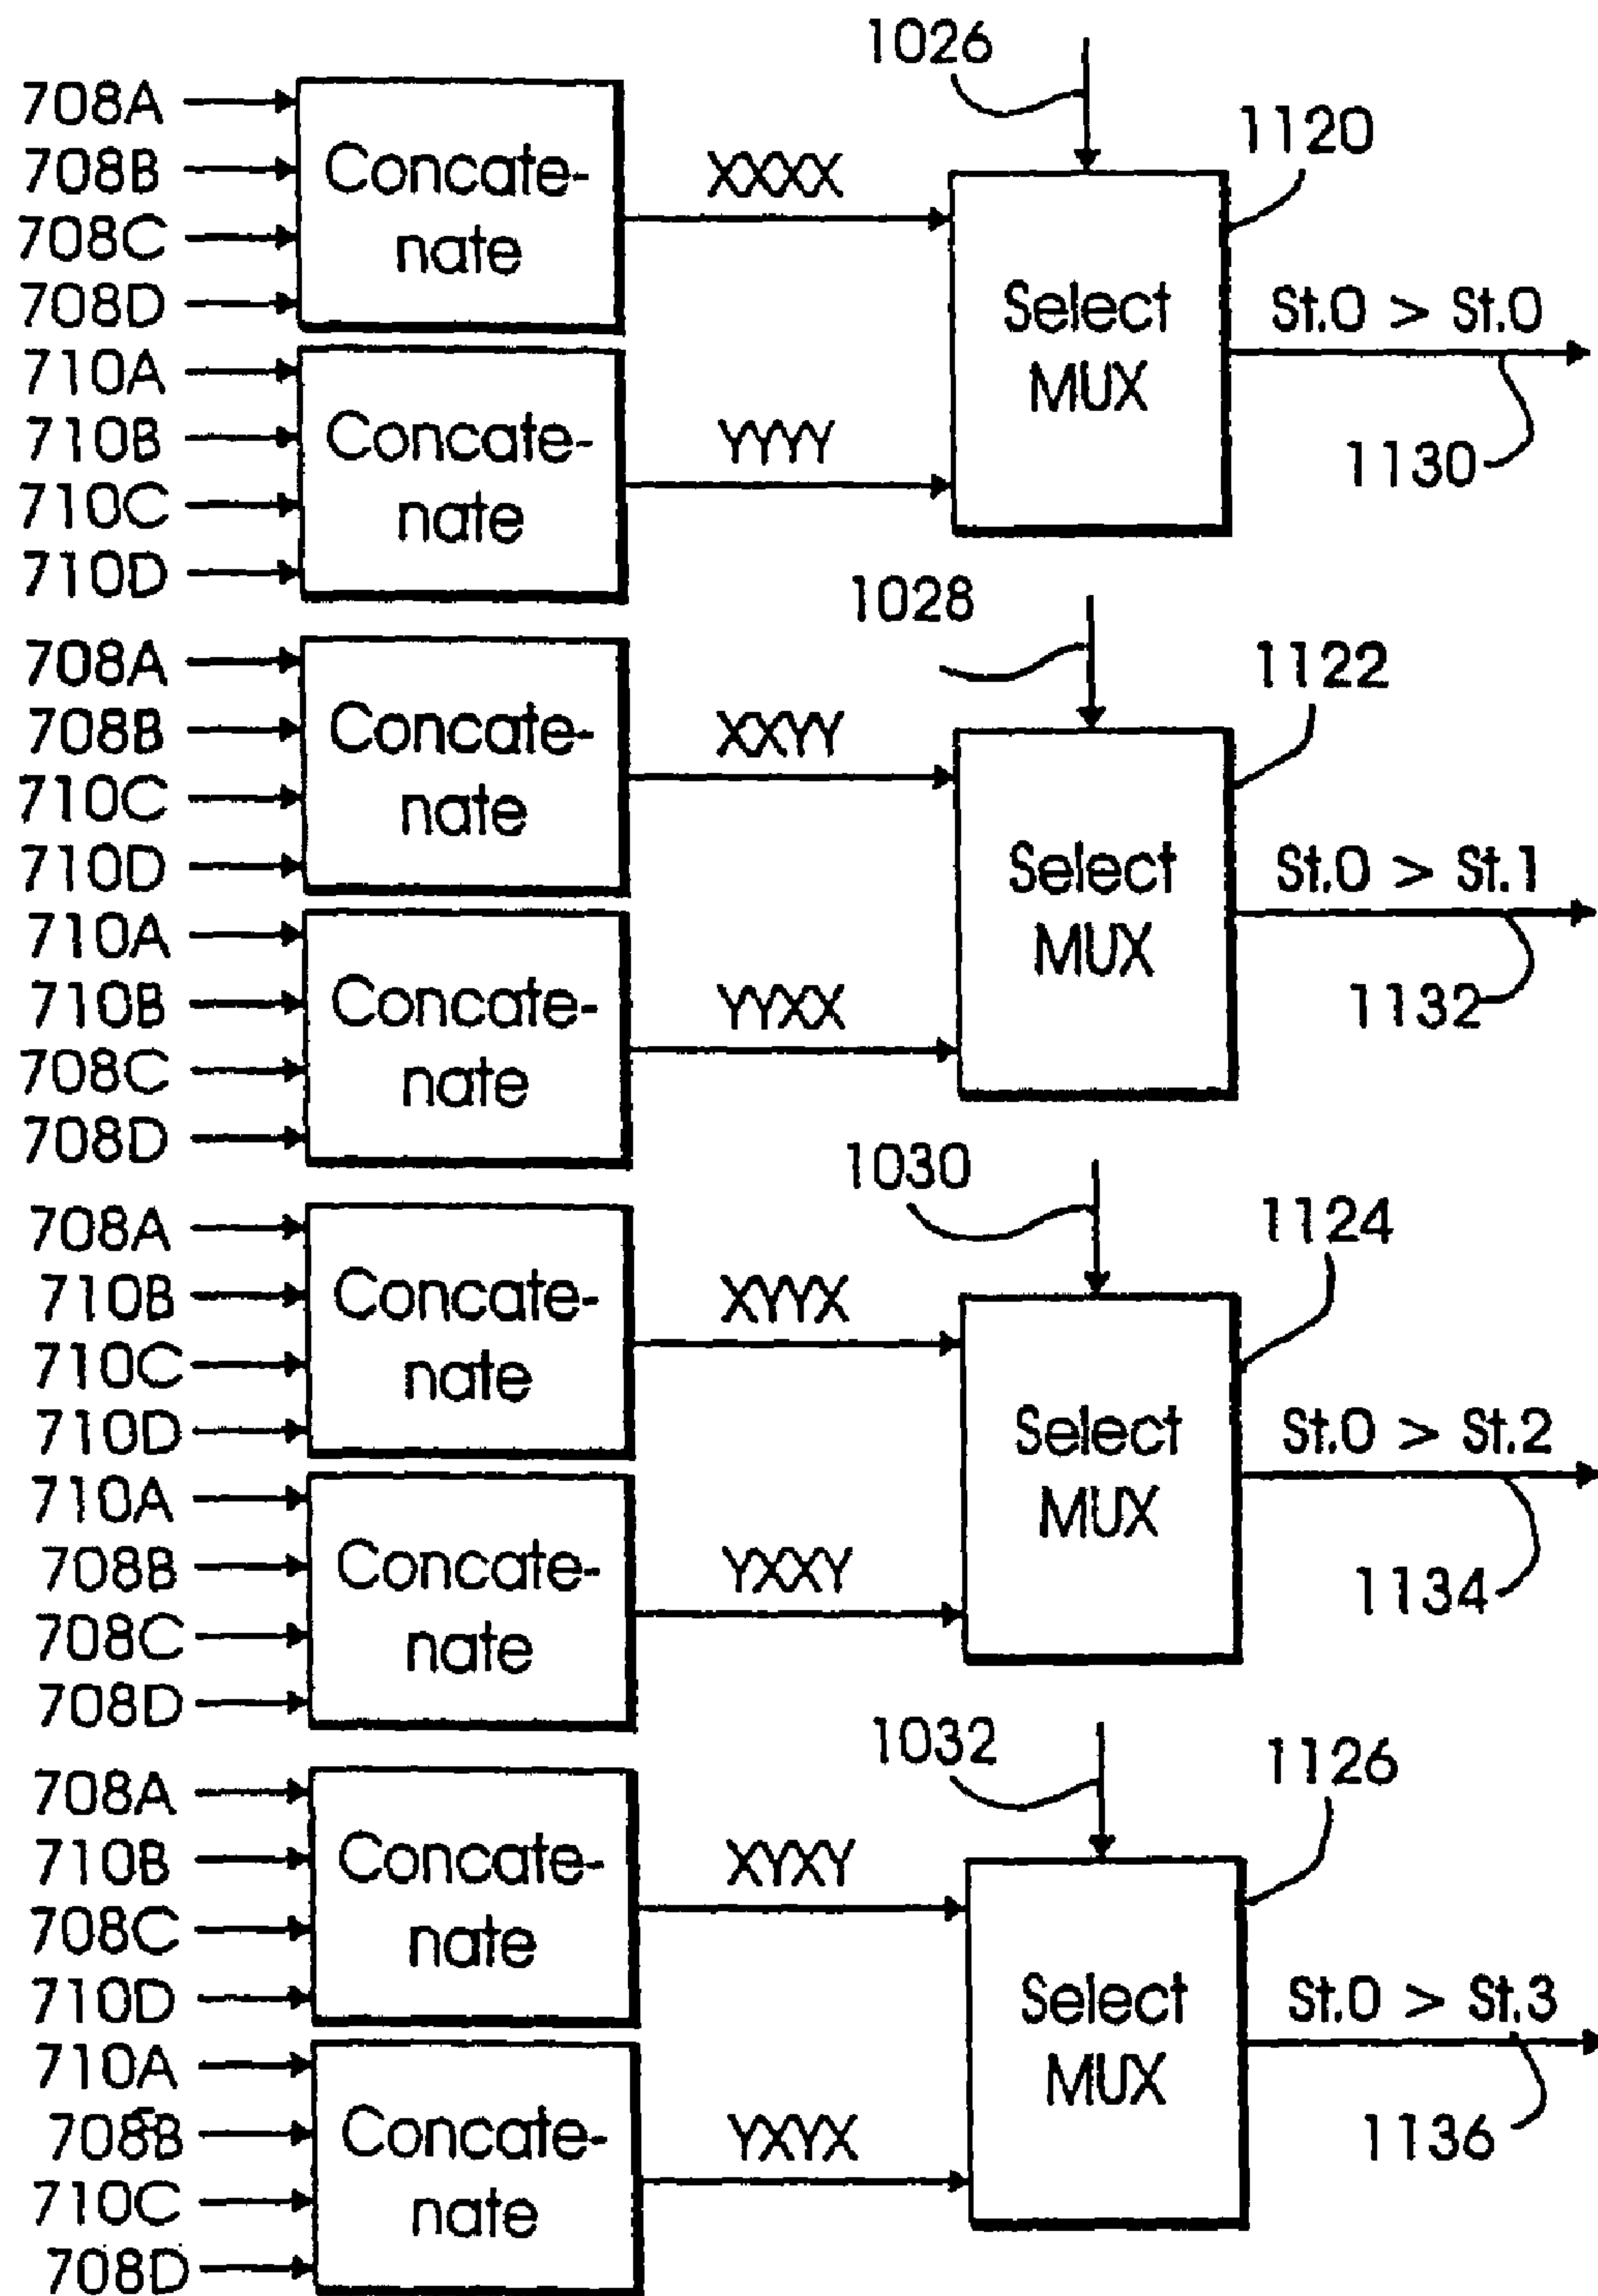 1026
708A
708B
708C
708D
Concate-
nate
XXXX
1120
Select
MUX
St.0 > St.0
1130
710A
710B
710C
710D
Concate-
nate
YYYY
1028
708A
708B
710C
710D
Concate-
nate
XXYY
1122
Select
MUX
St.0 > St.1
1132
710A
710B
708C
708D
Concate-
nate
YYXX
1030
708A
710B
710C
710D
Concate-
nate
XYYX
1124
Select
MUX
St.0 > St.2
1134
710A
708B
708C
708D
Concate-
nate
YXXY
1032
708A
710B
708C
710D
Concate-
nate
XYXY
1126
Select
MUX
St.0 > St.3
1136
710A
708B
710C
708D
Concate-
nate
YXYX